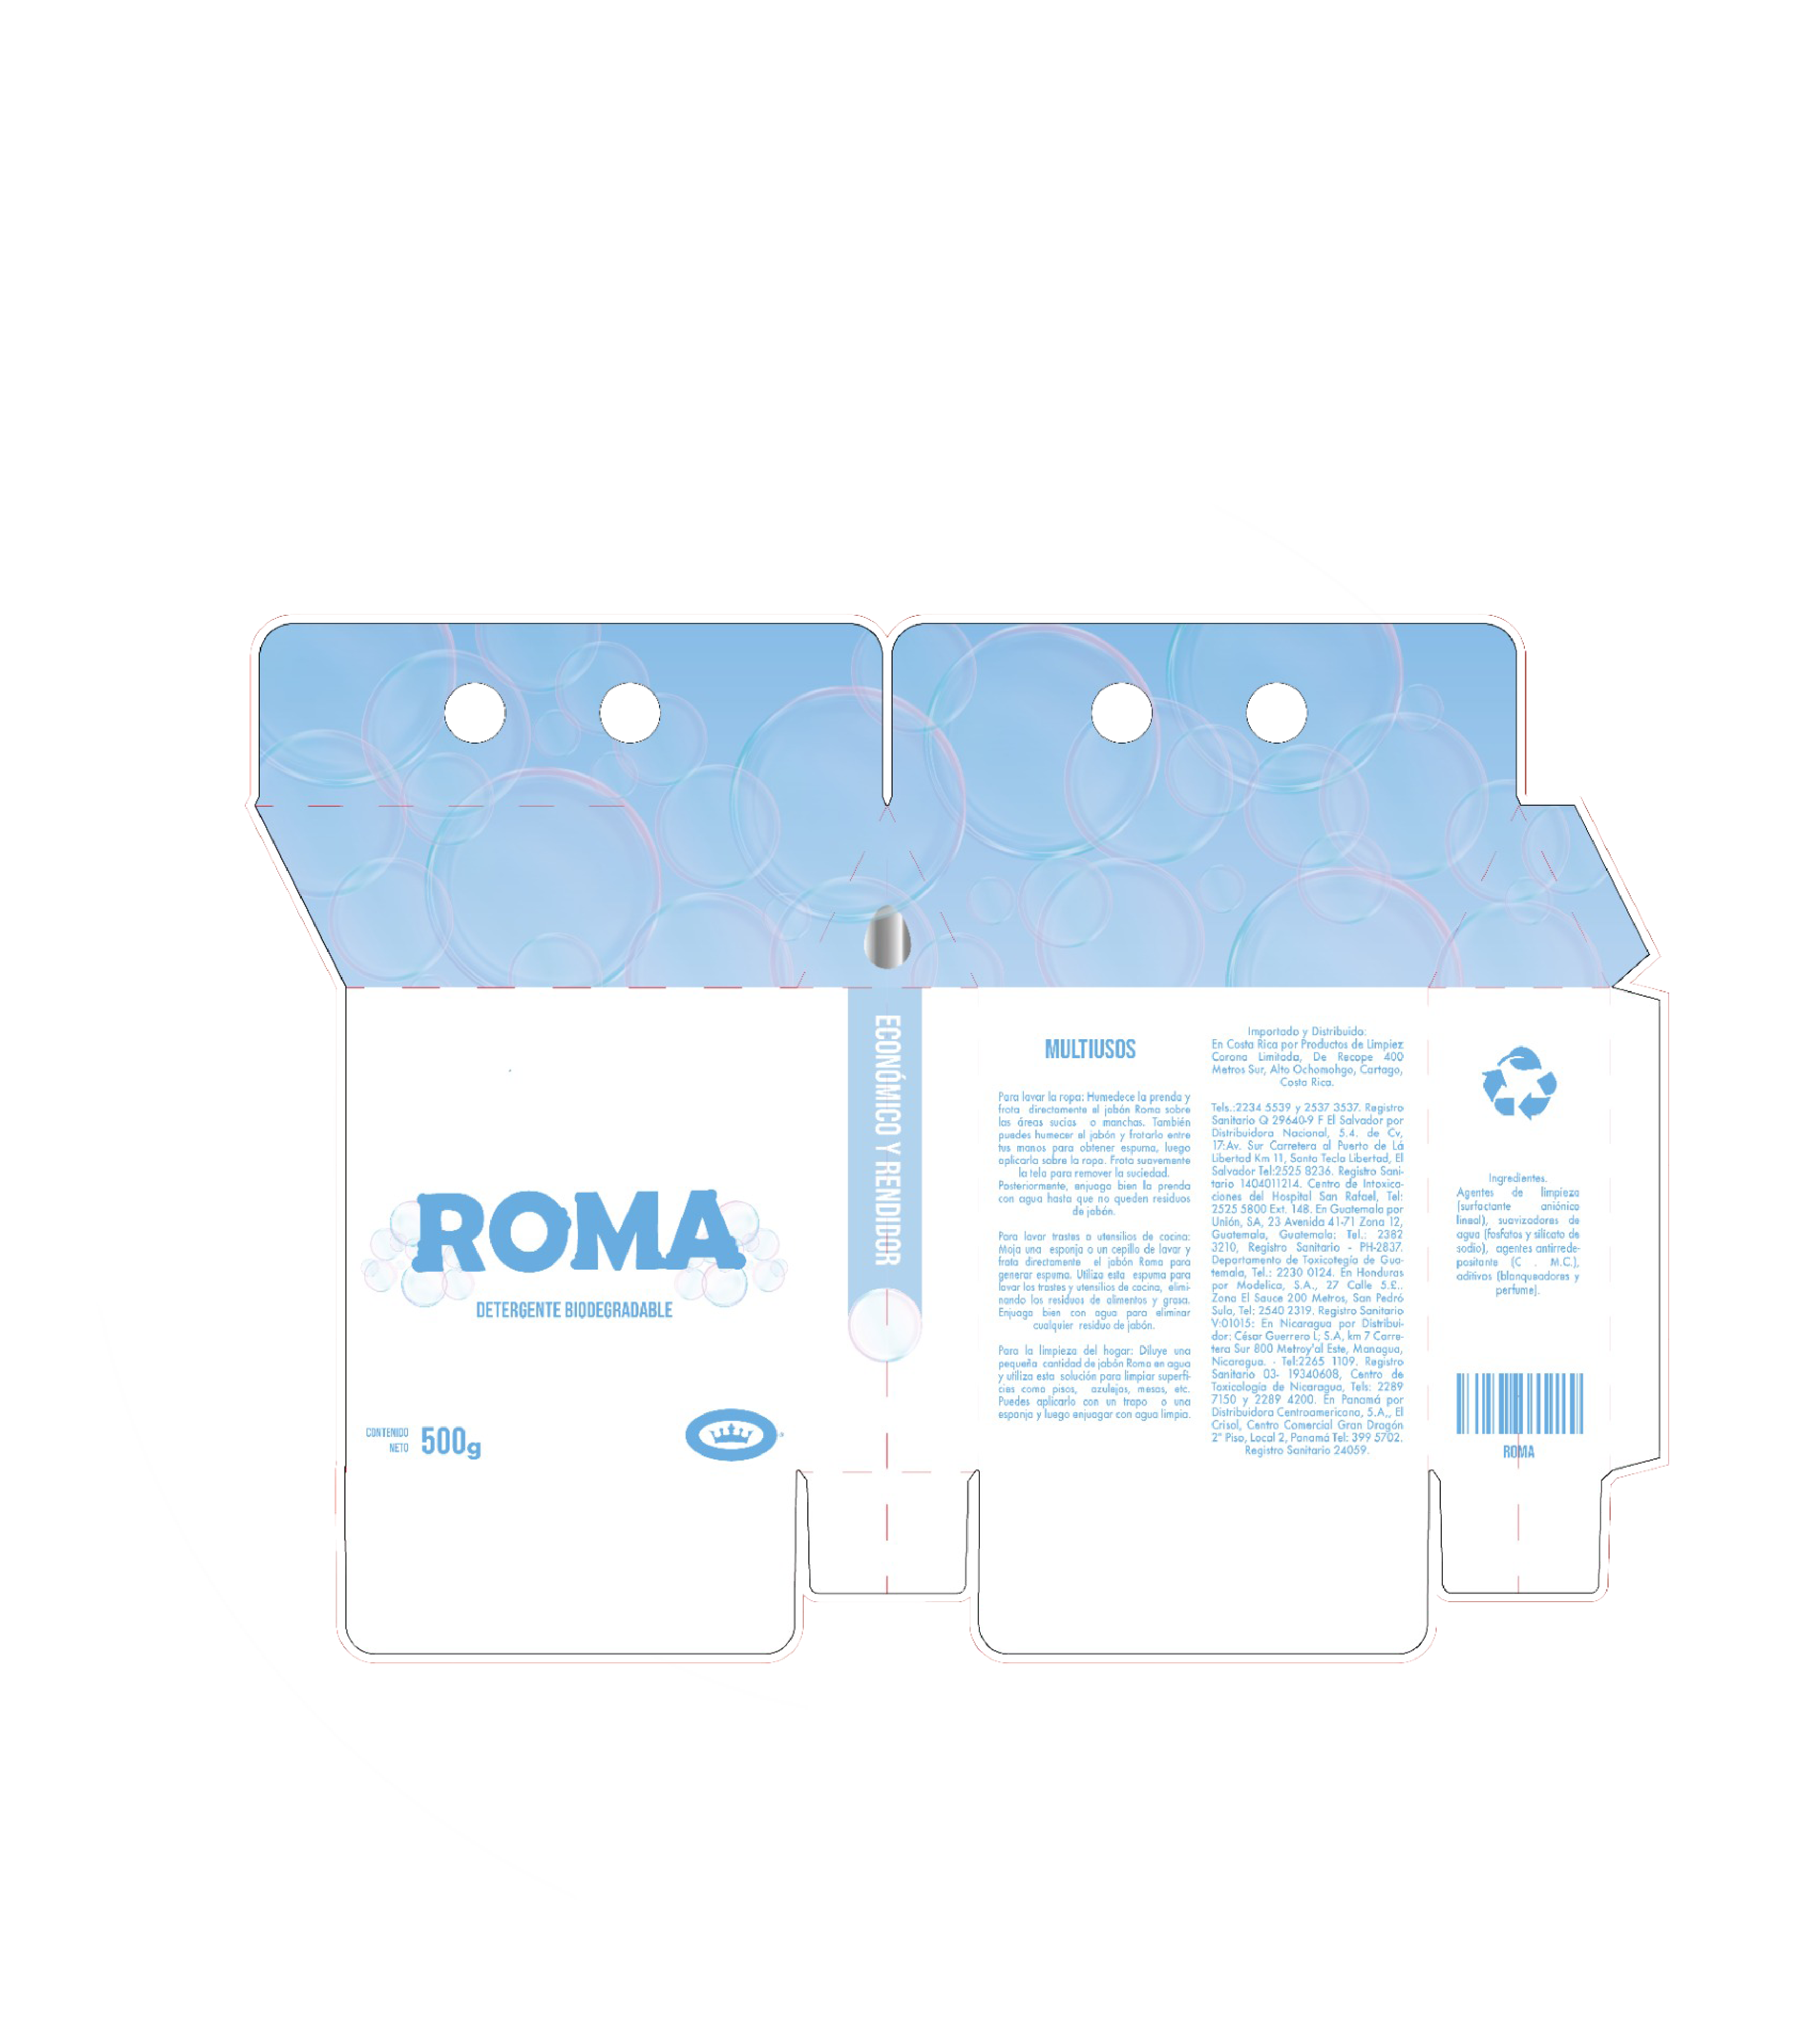 ROMA
DETERGENTE BIODEGRADABLE
CONTENIDO
NETO
500g
ECONÓMICO Y RENDIDOR
MULTIUSOS
Para lavar la ropa: Humedece la prenda y
frota directamente el jabón Roma sobre
las áreas sucias o manchas. También
puedes humecer el jabón y frotarlo entre
tus manos para obtener espuma, luego
aplicarla sobre la ropa. Frota suavemente
la tela para remover la suciedad.
Posteriormente, enjuaga bien la prenda
con agua hasta que no queden residuos
de jabón.
Para lavar trastes o utensilios de cocina:
Moja una esponja o un cepillo de lavar y
frota directamente el jabón Roma para
generar espuma. Utiliza esta espuma para
lavar los trastes y utensilios de cocina, elimi-
nando los residuos de alimentos y grasa.
Enjuaga bien con agua para eliminar
cualquier residuo de jabón.
Para la limpieza del hogar: Diluye una
pequeña cantidad de jabón Roma en agua
y utiliza esta solución para limpiar superfi-
cies como pisos, azulejos, mesas, etc.
Puedes aplicarlo con un trapo o una
esponja y luego enjuagar con agua limpia.
Importado y Distribuido:
En Costa Rica por Productos de Limpiez
Corona Limitada, De Recope 400
Metros Sur, Alto Ochomohgo, Cartago,
Costa Rica.
Tels.:2234 5539 y 2537 3537. Registro
Sanitario Q 29640-9 F El Salvador por
Distribuidora Nacional, 5.4. de Cv,
17:Av. Sur Carretera al Puerto de Lá
Libertad Km 11, Santa Tecla Libertad, El
Salvador Tel:2525 8236. Registro Sani-
tario 1404011214. Centro de Intoxica-
ciones del Hospital San Rafael, Tel:
2525 5800 Ext. 148. En Guatemala por
Unión, SA, 23 Avenida 41-71 Zona 12,
Guatemala, Guatemala: Tel.: 2382
3210, Registro Sanitario - PH-2837.
Departamento de Toxicotegía de Gua-
temala, Tel.: 2230 0124. En Honduras
por Modelica, S.A., 27 Calle 5.E..
Zona El Sauce 200 Metros, San Pedró
Sula, Tel: 2540 2319. Registro Sanitario
V:01015: En Nicaragua por Distribui-
dor: César Guerrero L; S.A, km 7 Carre-
tera Sur 800 Metroy'al Este, Managua,
Nicaragua. - Tel:2265 1109. Registro
Sanitario 03- 19340608, Centro de
Toxicología de Nicaragua, Tels: 2289
7150 y 2289 4200. En Panamá por
Distribuidora Centroamericana, S.A,, El
Crisol, Centro Comercial Gran Dragón
2° Piso, Local 2, Panamá Tel: 399 5702.
Registro Sanitario 24059.
Ingredientes.
Agentes de limpieza
(surfactante aniónico
lineal), suavizadores de
agua (fosfatos y silicato de
sodio), agentes antirrede-
positante (C . M.C.),
aditivos (blanqueadores y
perfume).
ROMA